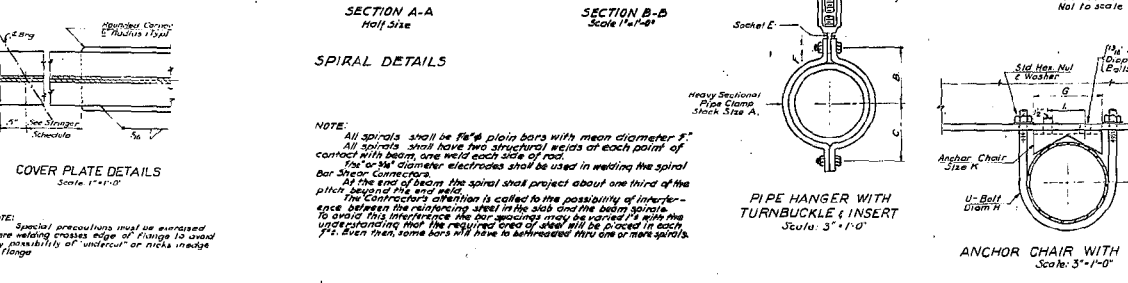 SECTION A-A
Half Size
SECTION B-B
Scale 1"=1'-0"
Not to scale
Rounded Corner
Radius (Typ)
₵ Brg
See Stringer
Schedule
5/16
COVER PLATE DETAILS
Scale: 1"=1'-0"
Special precautions must be exercised
welding crosses edge of flange to avoid
possibility of "undercut" or nicks in edge
flange
SPIRAL DETAILS
NOTE:
All spirals shall be plain bars with mean diameter
All spirals shall have two structural welds at each point of
contact with beam, one weld each side of rod.
diameter electrodes shall be used in welding the spiral
Bar Shear Connectors.
At the end of beam the spiral shall project about one third of the
pitch beyond the end weld.
The Contractor's attention is called to the possibility of interfer-
ence between the reinforcing steel in the slab and the beam spirals.
To avoid this interference the bar spacings may be varied with the
understanding that the required area of steel will be placed in each
Even then, some bars will have to be threaded thru one or more spirals.
Socket E
F
B
C
Heavy Sectional
Pipe Clamp
Stock Size A.
PIPE HANGER WITH
TURNBUCKLE & INSERT
Scale: 3"=1'-0"
Std. Hex. Nut
& Washer
G
L
Anchor Chair
Size K
U-Bolt
Diam H
ANCHOR CHAIR WITH
Scale: 3"=1'-0"